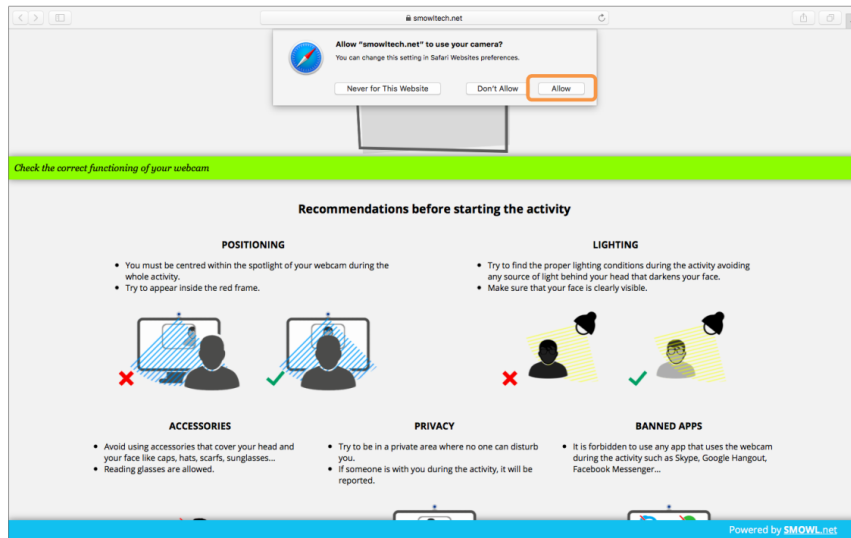 smowltech.net
Allow "smowltech.net" to use your camera?
You can change this setting in Safari Websites preferences.
Never for This Website
Don't Allow
Allow
Check the correct functioning of your webcam
Recommendations before starting the activity
POSITIONING
• You must be centred within the spotlight of your webcam during the
whole activity.
• Try to appear inside the red frame.
LIGHTING
• Try to find the proper lighting conditions during the activity avoiding
any source of light behind your head that darkens your face.
• Make sure that your face is clearly visible.
ACCESSORIES
• Avoid using accessories that cover your head and
your face like caps, hats, scarfs, sunglasses...
• Reading glasses are allowed.
PRIVACY
• Try to be in a private area where no one can disturb
you.
• If someone is with you during the activity, it will be
reported.
BANNED APPS
• It is forbidden to use any app that uses the webcam
during the activity such as Skype, Google Hangout,
Facebook Messenger...
Powered by SMOWL.net